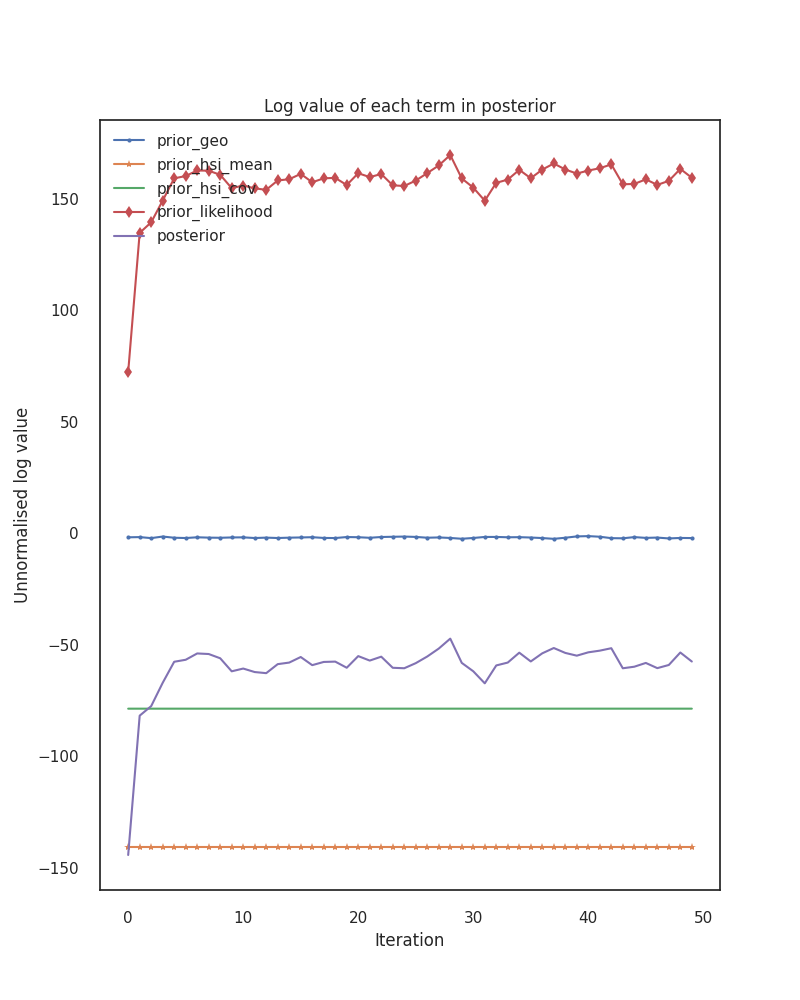 Log value of each term in posterior
prior_geo
prior_hsi_mean
prior_hsi_cov
prior_likelihood
posterior
150
100
50
0
−50
−100
−150
Unnormalised log value
0 10 20 30 40 50
Iteration